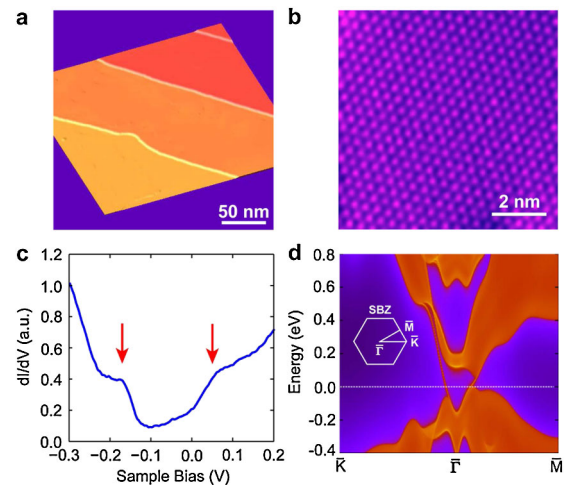 a
b
50 nm
2 nm
c
d
1.2
1.0
0.8
0.6
0.4
0.2
0.0
dI/dV (a.u.)
-0.3 -0.2 -0.1 0.0 0.1 0.2
Sample Bias (V)
0.8
0.6
0.4
0.2
0.0
-0.2
-0.4
Energy (eV)
SBZ
M̄
K̄
Γ̄
K̄ Γ̄ M̄